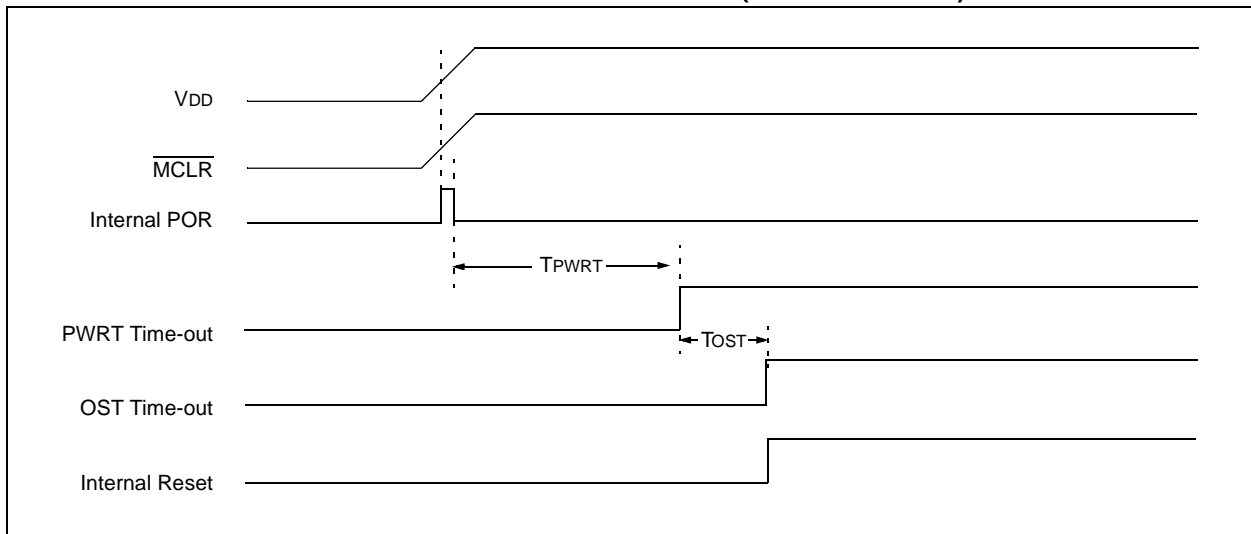 VDD
MCLR
Internal POR
TPWRT
PWRT Time-out
TOST
OST Time-out
Internal Reset